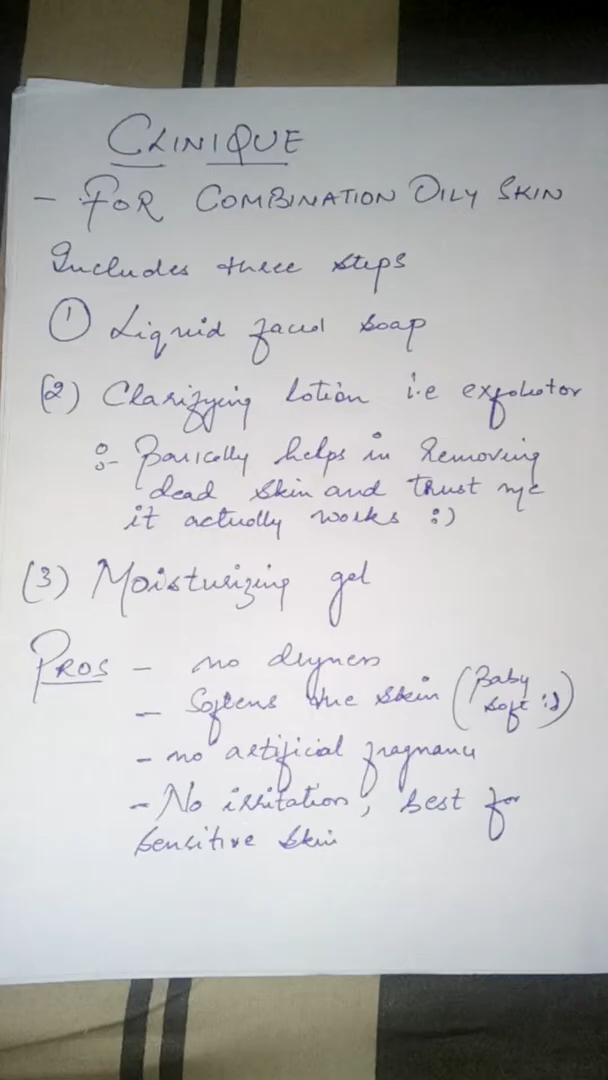 CLINIQUE
- FOR COMBINATION OILY SKIN
Includes three steps
① Liquid facial soap
(2) Clarifying Lotion i.e exfoliator
:- Basically helps in removing
dead skin and trust me
it actually works :)
(3) Moisturizing gel
PROS - no dryness
- Softens the skin (Baby soft :))
- no artificial fragnance
- No irritation, best for
sensitive skin